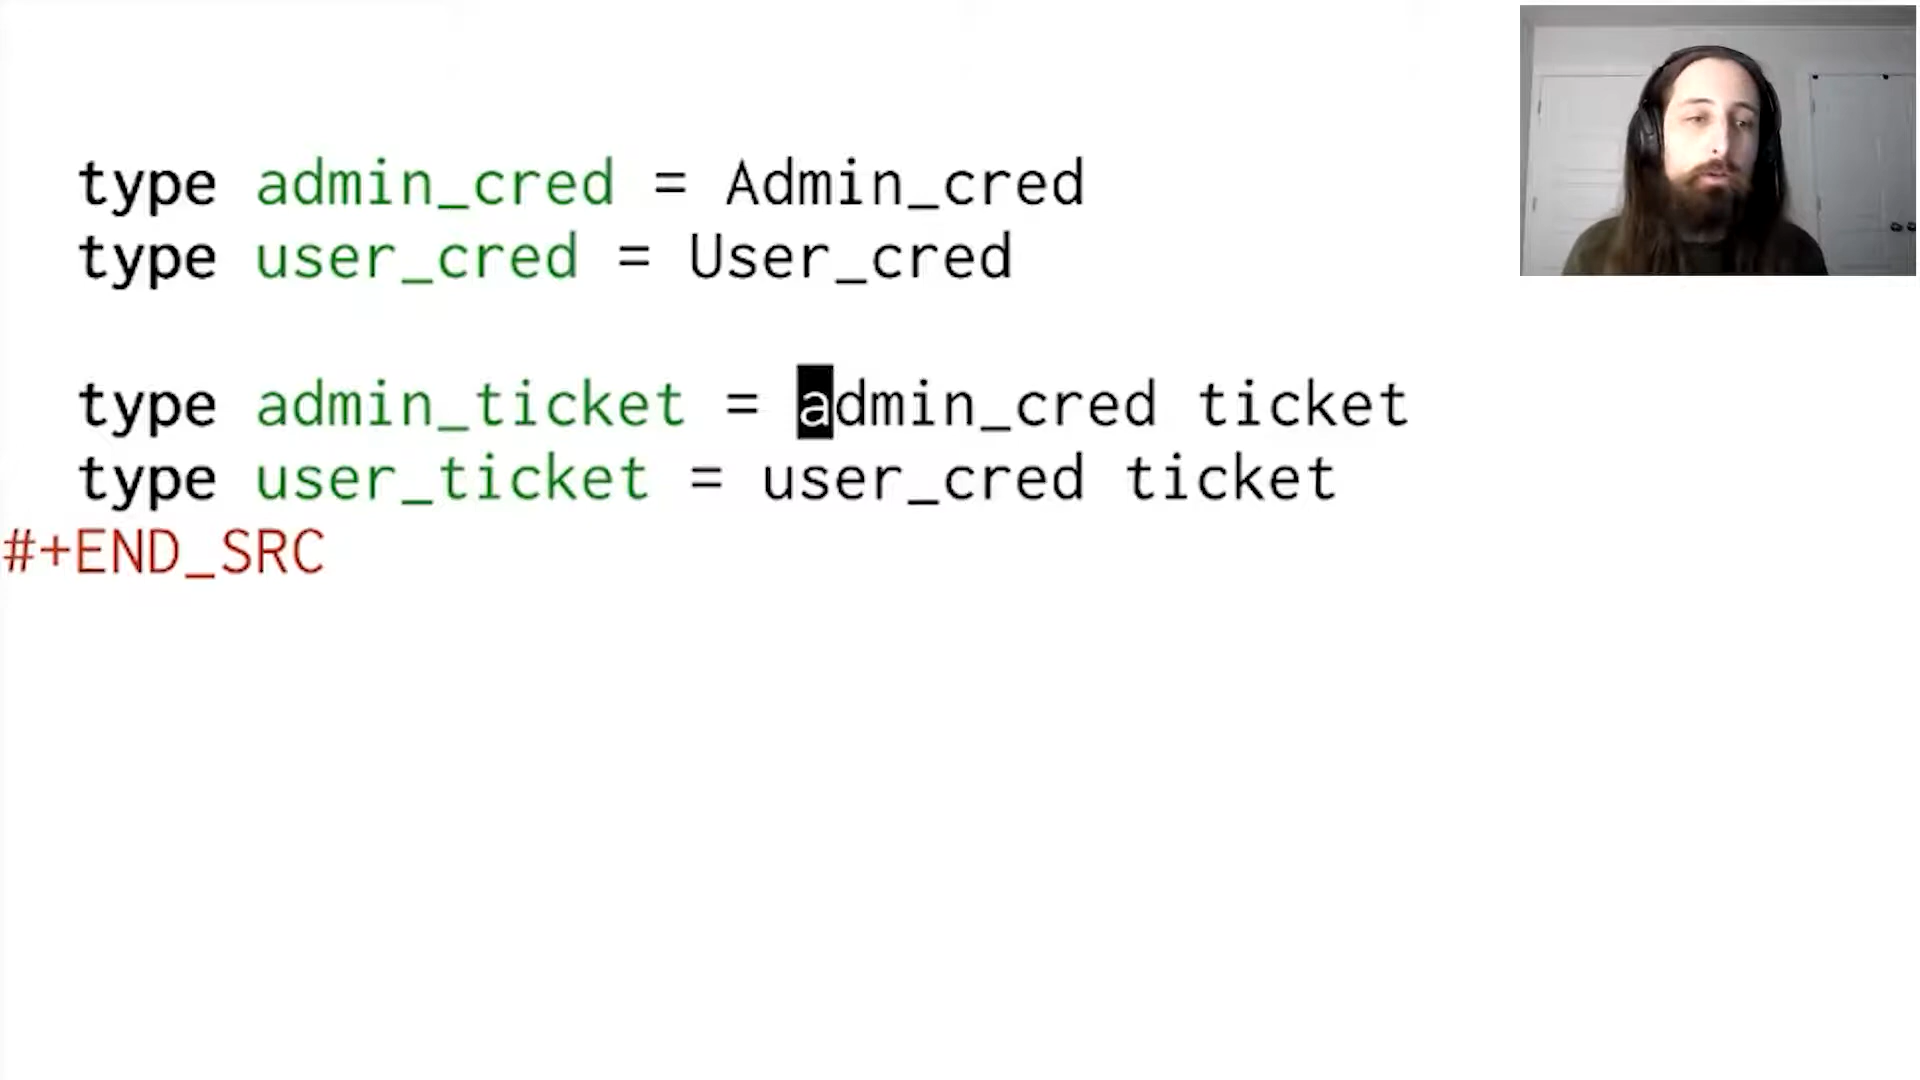 type admin_cred = Admin_cred
type user_cred = User_cred
type admin_ticket = admin_cred ticket
type user_ticket = user_cred ticket
#+END_SRC